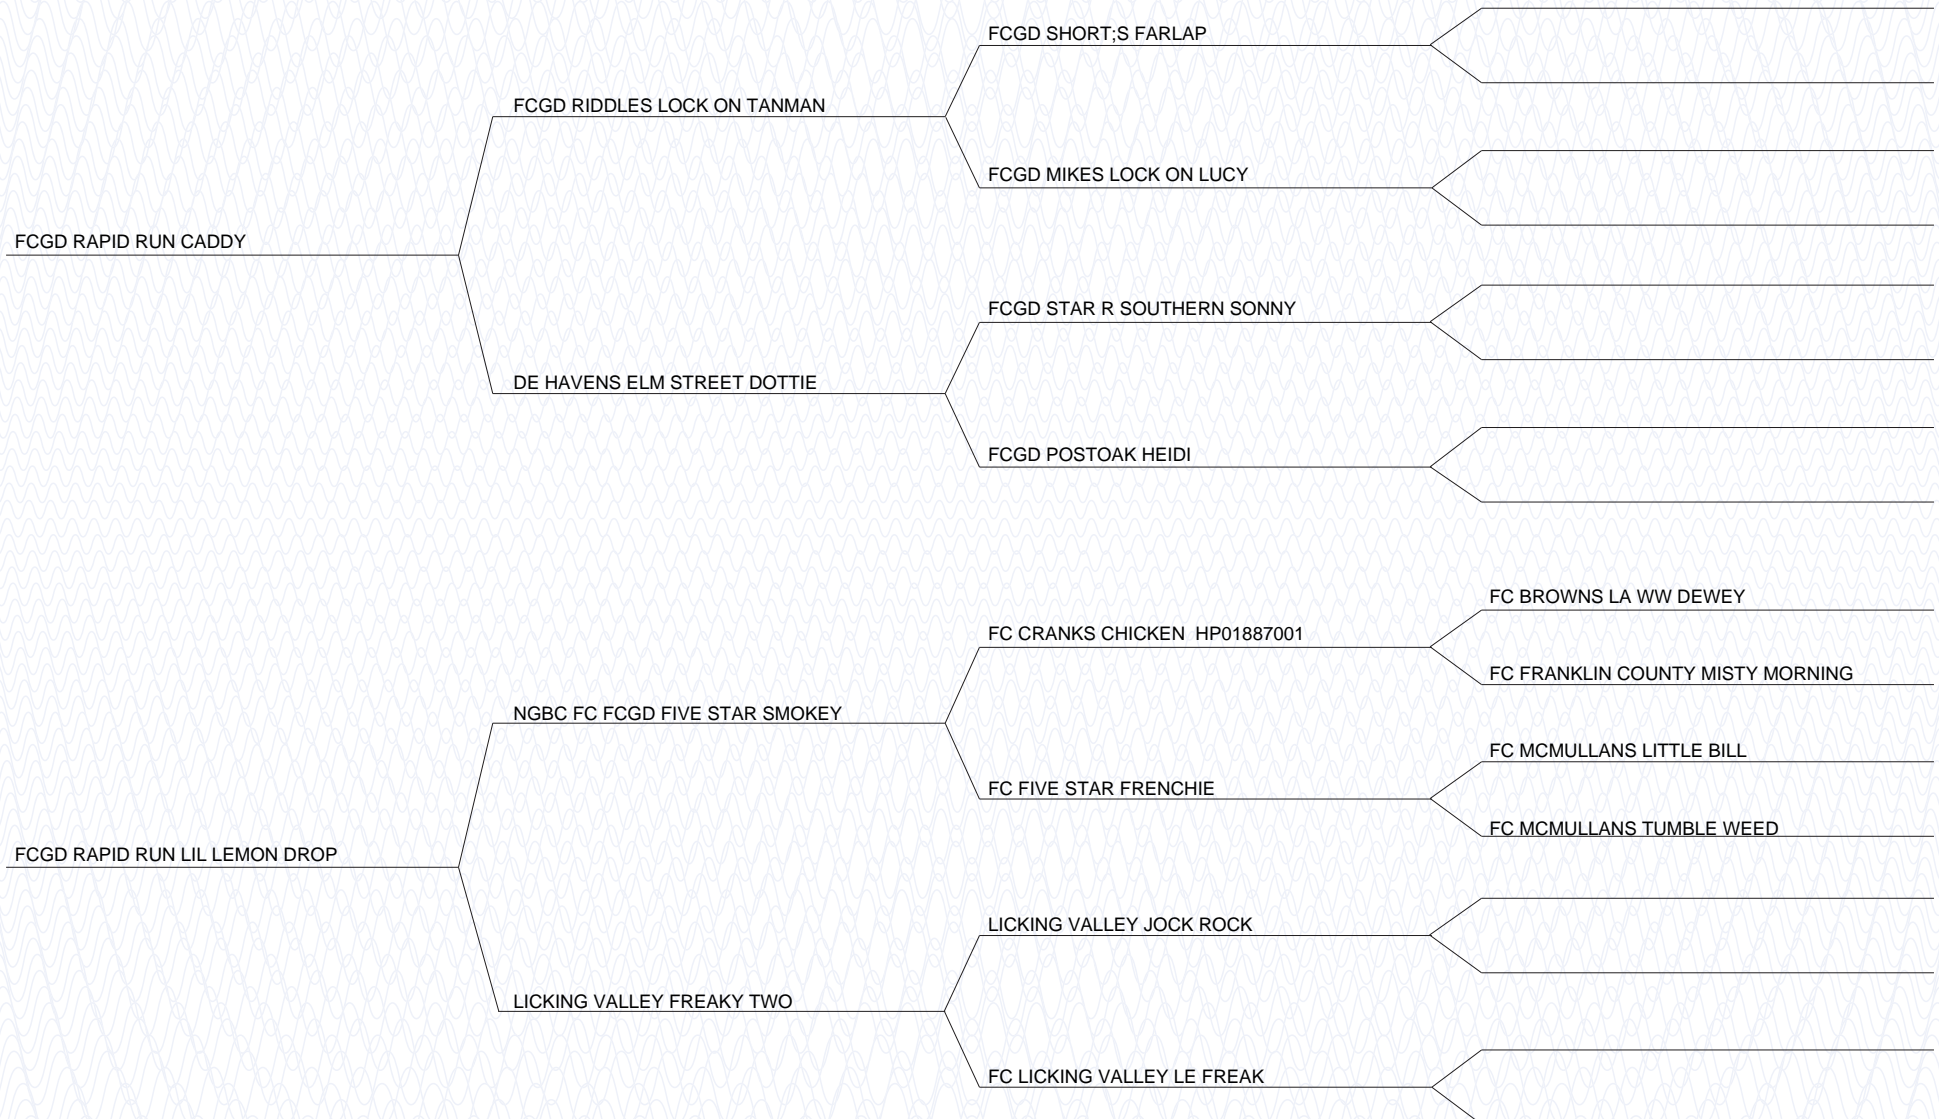 FCGD SHORT;S FARLAP
FCGD RIDDLES LOCK ON TANMAN
FCGD MIKES LOCK ON LUCY
FCGD RAPID RUN CADDY
FCGD STAR R SOUTHERN SONNY
DE HAVENS ELM STREET DOTTIE
FCGD POSTOAK HEIDI
FC BROWNS LA WW DEWEY
FC CRANKS CHICKEN  HP01887001
FC FRANKLIN COUNTY MISTY MORNING
NGBC FC FCGD FIVE STAR SMOKEY
FC MCMULLANS LITTLE BILL
FC FIVE STAR FRENCHIE
FC MCMULLANS TUMBLE WEED
FCGD RAPID RUN LIL LEMON DROP
LICKING VALLEY JOCK ROCK
LICKING VALLEY FREAKY TWO
FC LICKING VALLEY LE FREAK